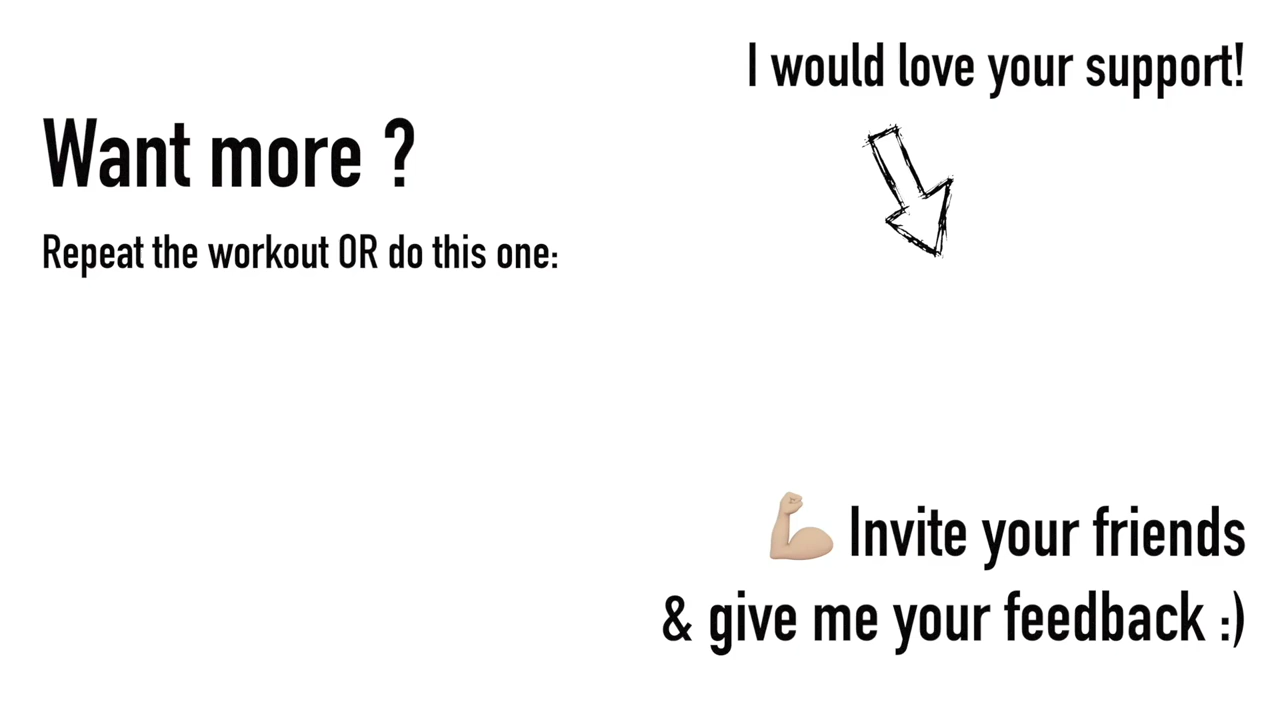 I would love your support!
Want more ?
Repeat the workout OR do this one:
💪🏼 Invite your friends
& give me your feedback :)